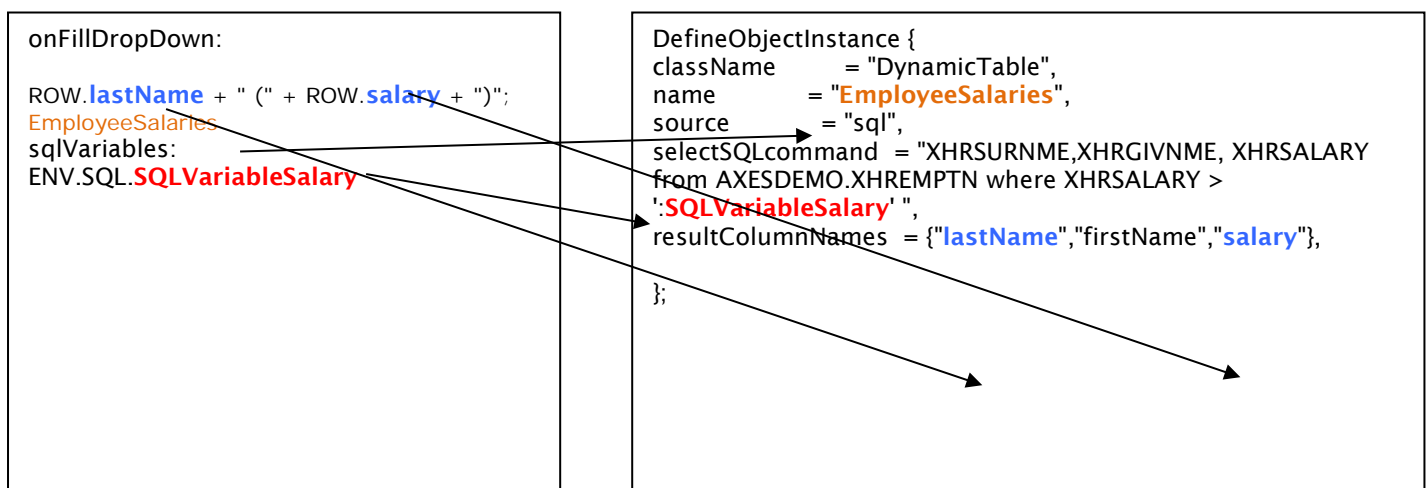 onFillDropDown:
ROW.lastName + " (" + ROW.salary + ")";
EmployeeSalaries
sqlVariables:
ENV.SQL.SQLVariableSalary
DefineObjectInstance {
className = "DynamicTable",
name = "EmployeeSalaries",
source = "sql",
selectSQLcommand = "XHRSURNME,XHRGIVNME, XHRSALARY
from AXESDEMO.XHREMPTN where XHRSALARY >
':SQLVariableSalary' ",
resultColumnNames = {"lastName","firstName","salary"},
};